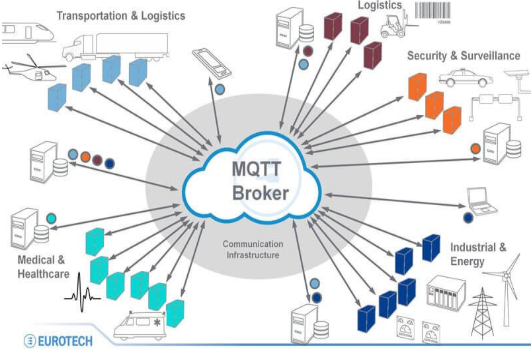 Transportation & Logistics
Logistics
Security & Surveillance
MQTT
Broker
Communication
Infrastructure
Medical &
Healthcare
Industrial &
Energy
EUROTECH